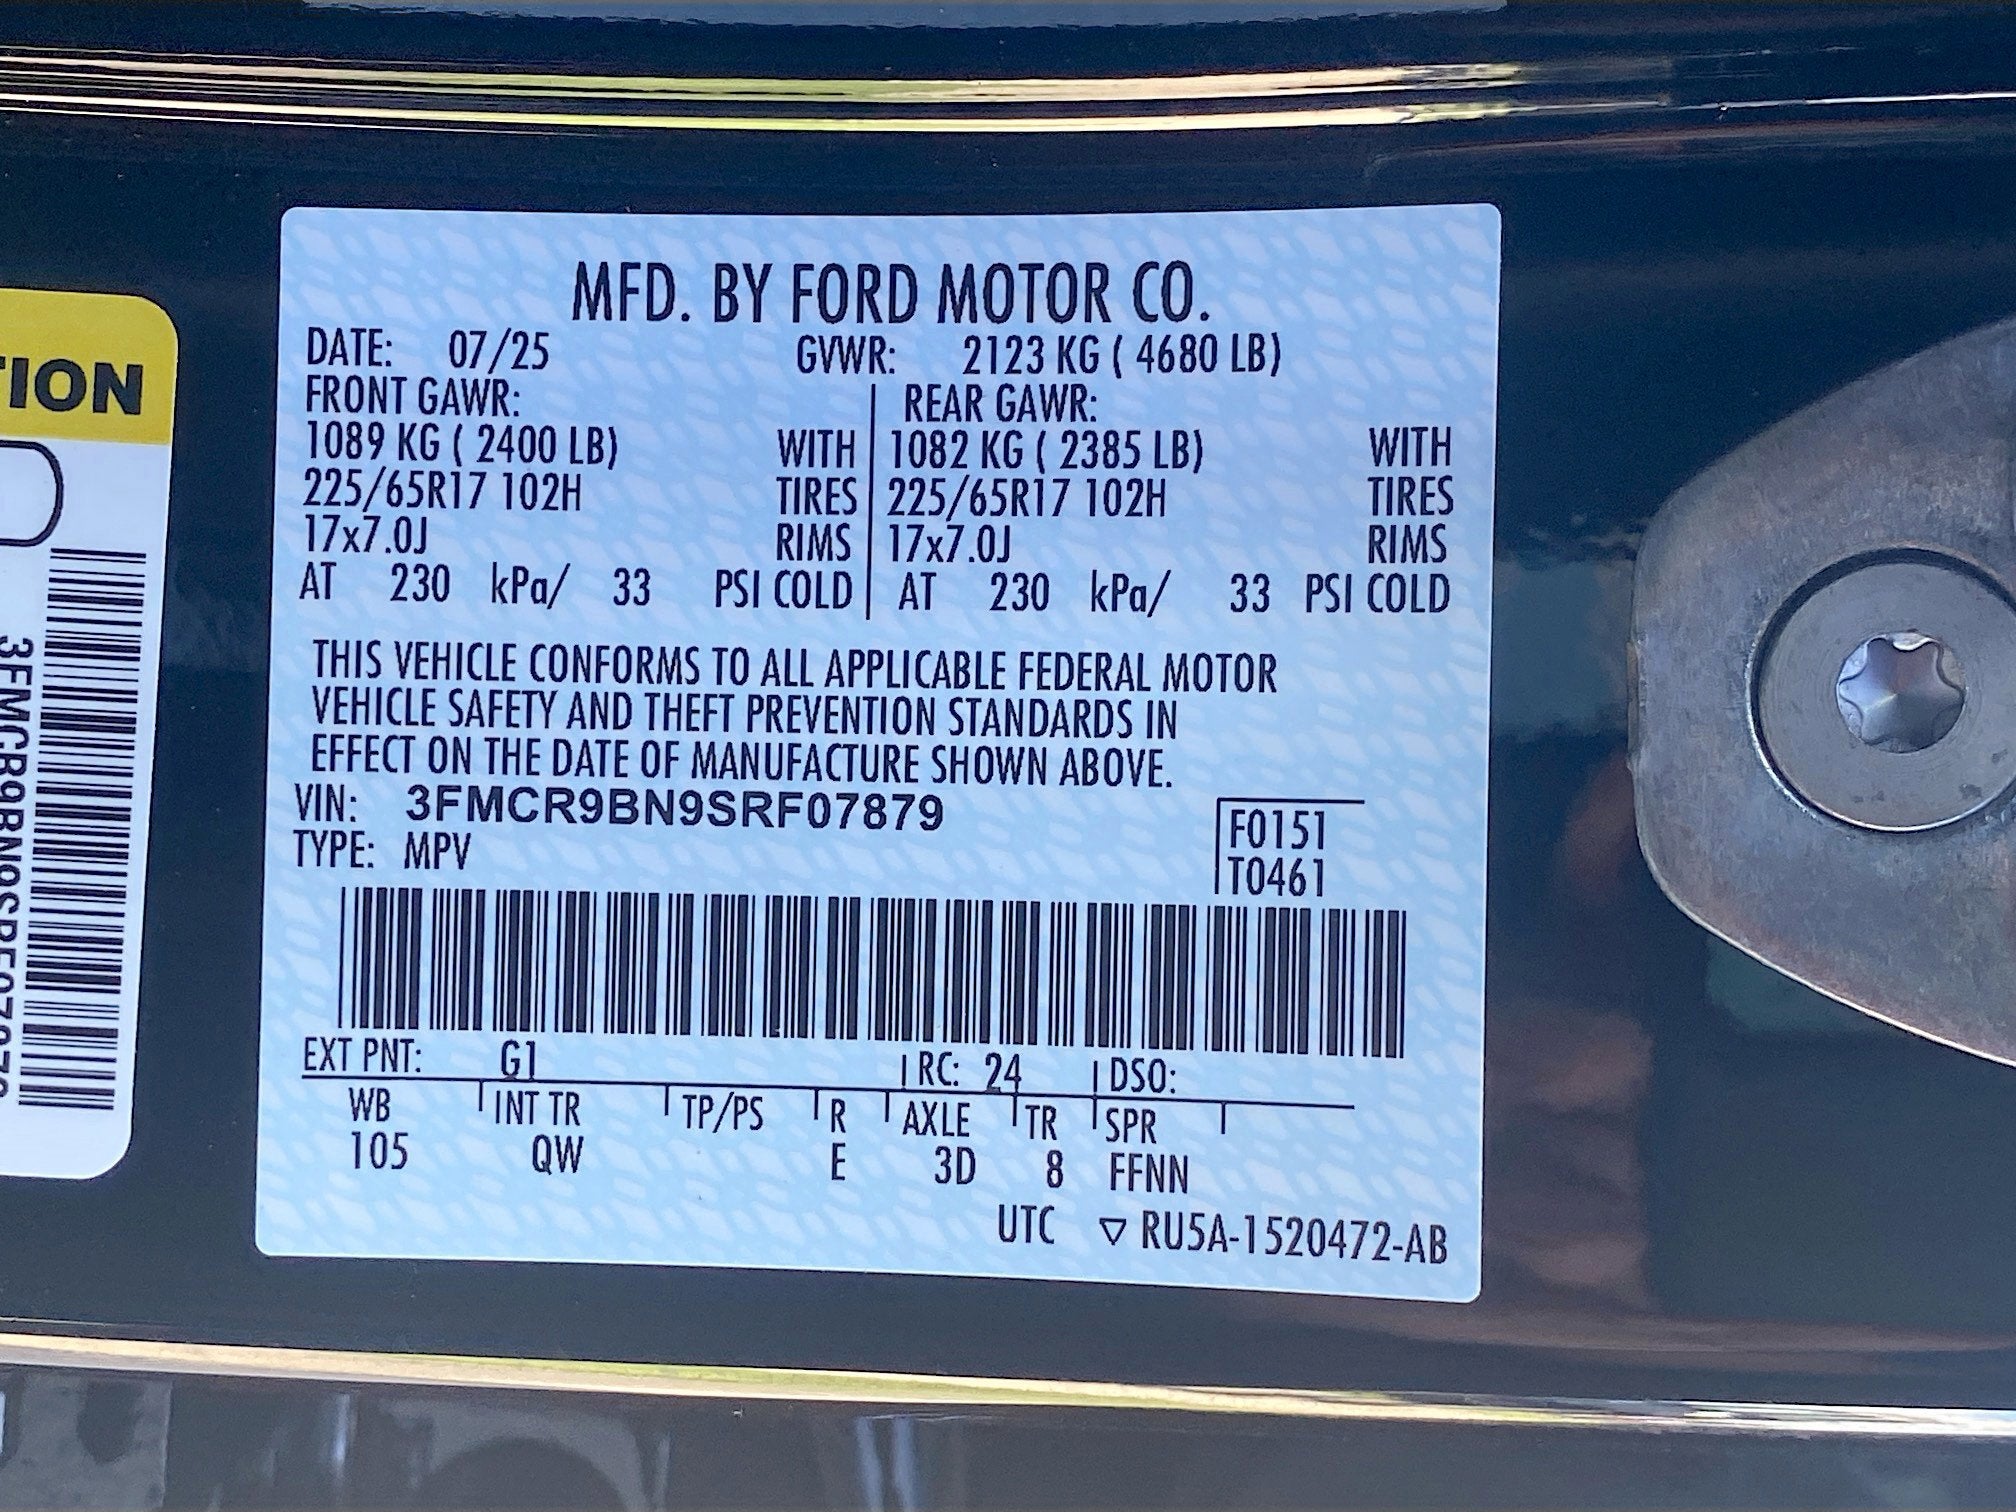 TION
3FMCR9BN9SRF07879
MFD. BY FORD MOTOR CO.
DATE: 07/25 GVWR: 2123 KG ( 4680 LB)
FRONT GAWR: REAR GAWR:
1089 KG ( 2400 LB) WITH 1082 KG ( 2385 LB) WITH
225/65R17 102H TIRES 225/65R17 102H TIRES
17x7.0J RIMS 17x7.0J RIMS
AT 230 kPa/ 33 PSI COLD AT 230 kPa/ 33 PSI COLD
THIS VEHICLE CONFORMS TO ALL APPLICABLE FEDERAL MOTOR
VEHICLE SAFETY AND THEFT PREVENTION STANDARDS IN
EFFECT ON THE DATE OF MANUFACTURE SHOWN ABOVE.
VIN: 3FMCR9BN9SRF07879
F0151
TYPE: MPV
T0461
EXT PNT: G1 RC: 24 DSO:
WB INT TR TP/PS R AXLE TR SPR
105 QW E 3D 8 FFNN
UTC ▽ RU5A-1520472-AB